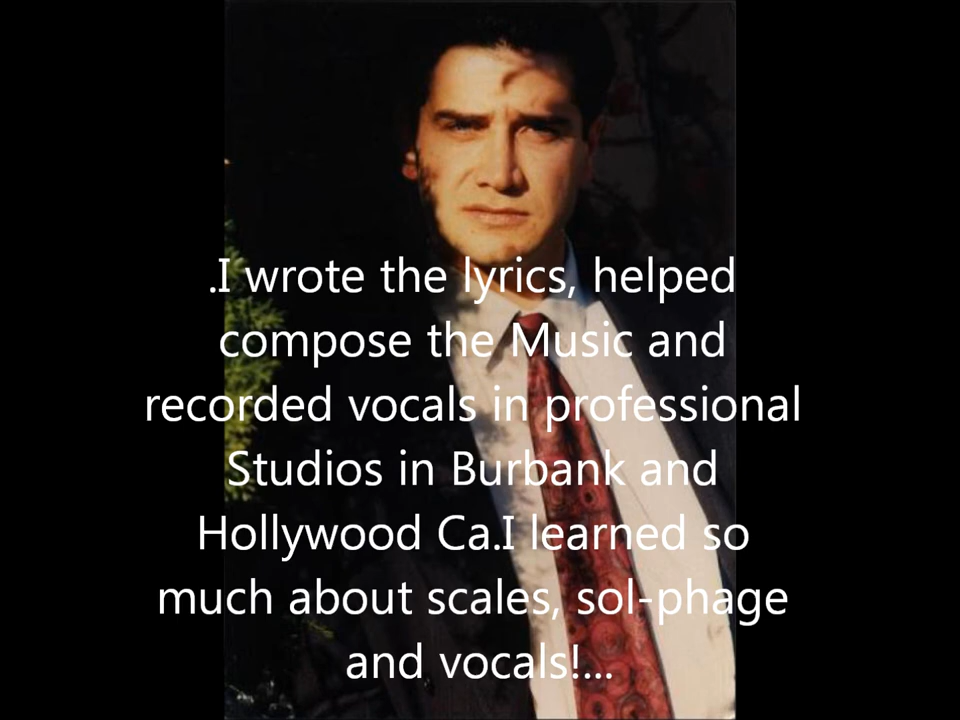 .I wrote the lyrics, helped
compose the Music and
recorded vocals in professional
Studios in Burbank and
Hollywood Ca.I learned so
much about scales, sol-phage
and vocals!...